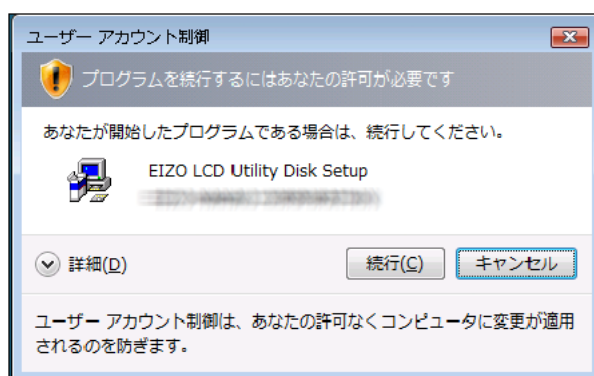 ユーザー アカウント制御
プログラムを続行するにはあなたの許可が必要です
あなたが開始したプログラムである場合は、続行してください。
EIZO LCD Utility Disk Setup
詳細(D)
続行(C)
キャンセル
ユーザー アカウント制御は、あなたの許可なくコンピュータに変更が適用
されるのを防ぎます。